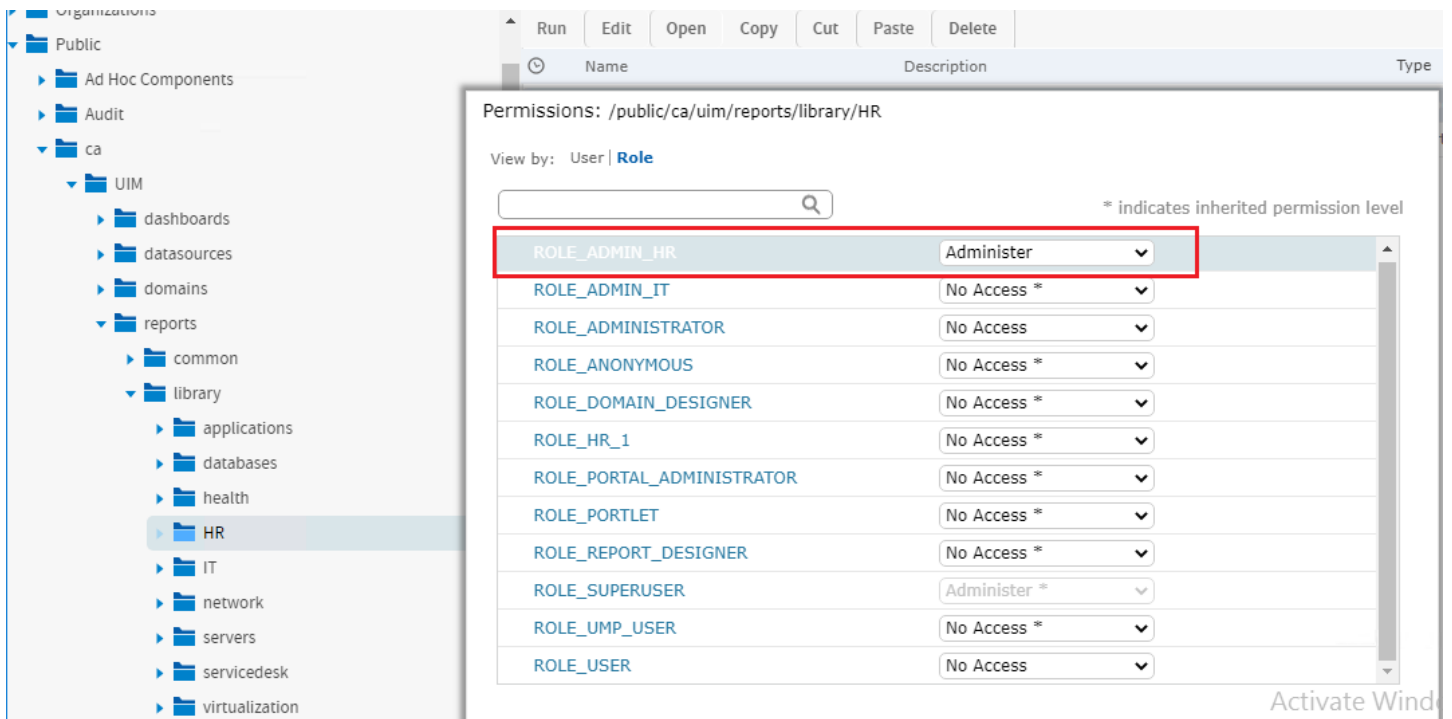 Organizations
Public
Ad Hoc Components
Audit
ca
UIM
dashboards
datasources
domains
reports
common
library
applications
databases
health
HR
IT
network
servers
servicedesk
virtualization
Run Edit Open Copy Cut Paste Delete
Name Description Type
Permissions: /public/ca/uim/reports/library/HR
View by: User | Role
* indicates inherited permission level
ROLE_ADMIN_HR Administer
ROLE_ADMIN_IT No Access *
ROLE_ADMINISTRATOR No Access
ROLE_ANONYMOUS No Access *
ROLE_DOMAIN_DESIGNER No Access *
ROLE_HR_1 No Access *
ROLE_PORTAL_ADMINISTRATOR No Access *
ROLE_PORTLET No Access *
ROLE_REPORT_DESIGNER No Access *
ROLE_SUPERUSER Administer *
ROLE_UMP_USER No Access *
ROLE_USER No Access
Activate Wind